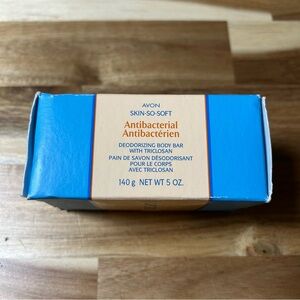 AVON
SKIN-SO-SOFT
Antibacterial
Antibactérien
DEODORIZING BODY BAR
WITH TRICLOSAN
PAIN DE SAVON DÉSODORISANT
POUR LE CORPS
AVEC TRICLOSAN
140 g NET WT 5 OZ.